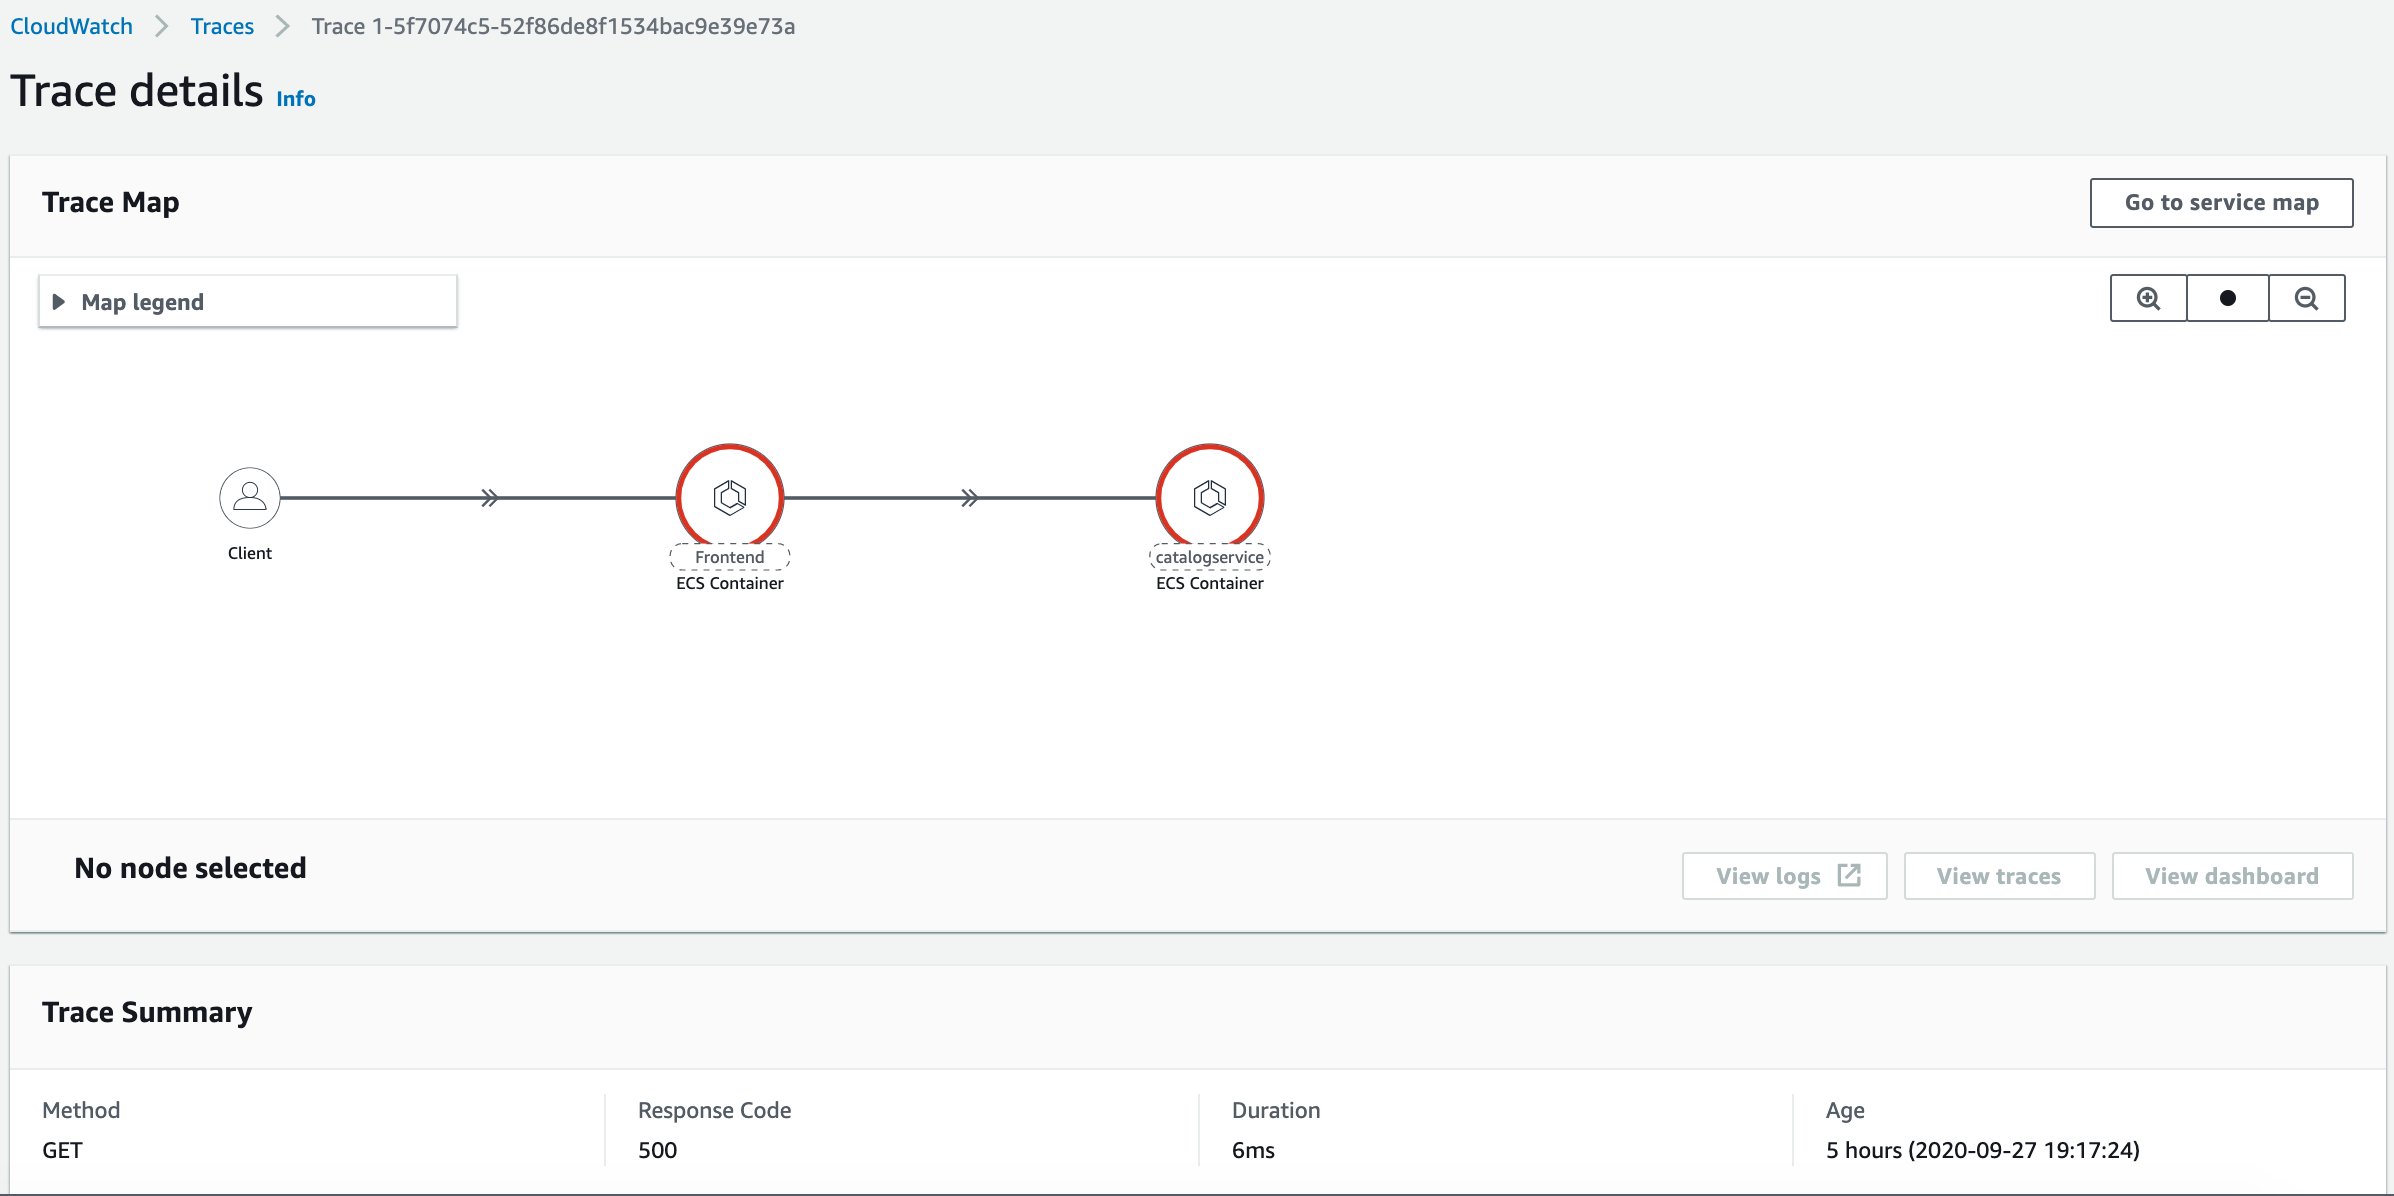 CloudWatch Traces Trace 1-5f7074c5-52f86de8f1534bac9e39e73a
Trace details Info
Trace Map
Go to service map
Map legend
Client
Frontend
ECS Container
catalogservice
ECS Container
No node selected
View logs
View traces
View dashboard
Trace Summary
Method
GET
Response Code
500
Duration
6ms
Age
5 hours (2020-09-27 19:17:24)